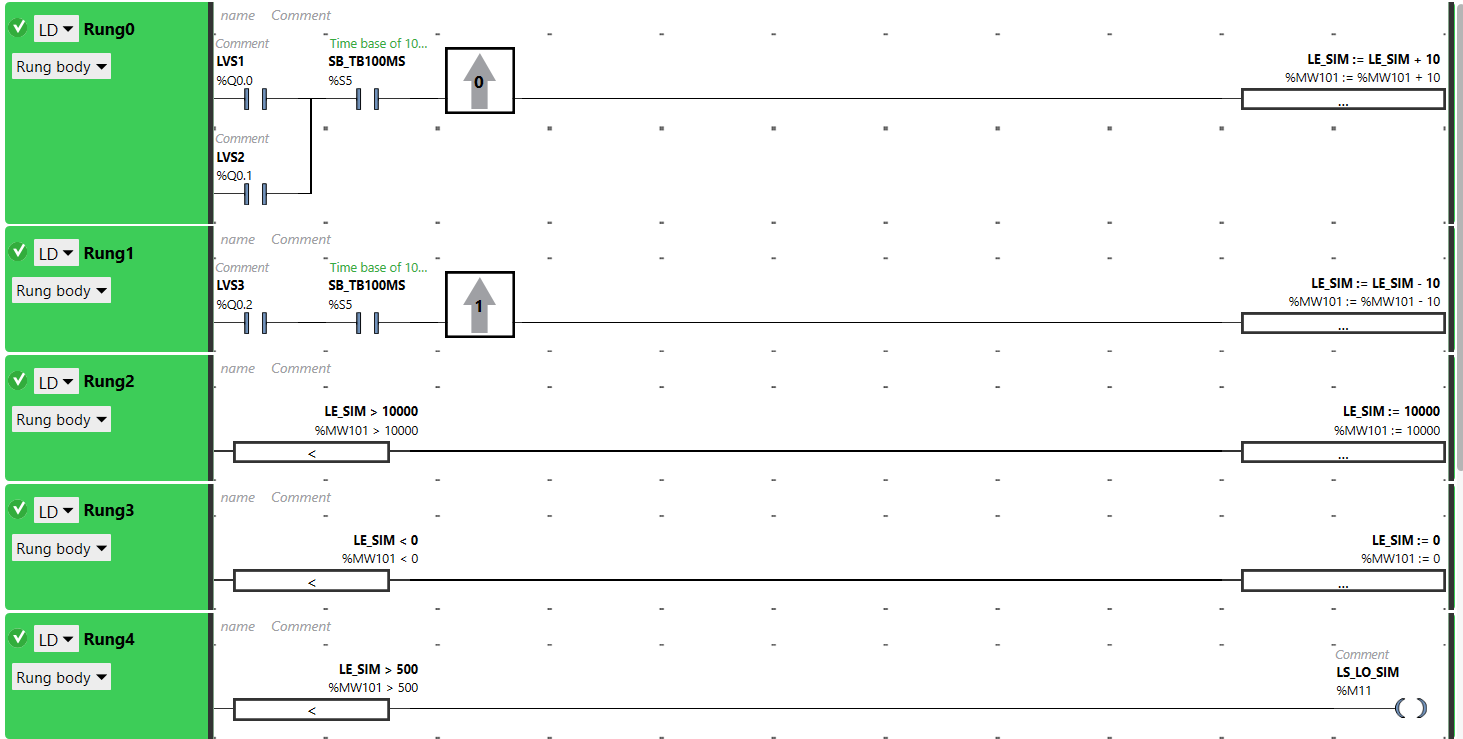 LD Rung0
Rung body
name Comment
Comment
LVS1
%Q0.0
Time base of 10...
SB_TB100MS
%S5
0
LE_SIM := LE_SIM + 10
%MW101 := %MW101 + 10
...
Comment
LVS2
%Q0.1
LD Rung1
Rung body
name Comment
Comment
LVS3
%Q0.2
Time base of 10...
SB_TB100MS
%S5
1
LE_SIM := LE_SIM - 10
%MW101 := %MW101 - 10
...
LD Rung2
Rung body
name Comment
LE_SIM > 10000
%MW101 > 10000
<
LE_SIM := 10000
%MW101 := 10000
...
LD Rung3
Rung body
name Comment
LE_SIM < 0
%MW101 < 0
<
LE_SIM := 0
%MW101 := 0
...
LD Rung4
Rung body
name Comment
LE_SIM > 500
%MW101 > 500
<
Comment
LS_LO_SIM
%M11